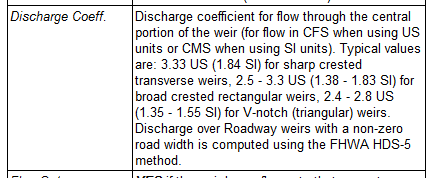 Discharge Coeff.
Discharge coefficient for flow through the central
portion of the weir (for flow in CFS when using US
units or CMS when using SI units). Typical values
are: 3.33 US (1.84 SI) for sharp crested
transverse weirs, 2.5 - 3.3 US (1.38 - 1.83 SI) for
broad crested rectangular weirs, 2.4 - 2.8 US
(1.35 - 1.55 SI) for V-notch (triangular) weirs.
Discharge over Roadway weirs with a non-zero
road width is computed using the FHWA HDS-5
method.